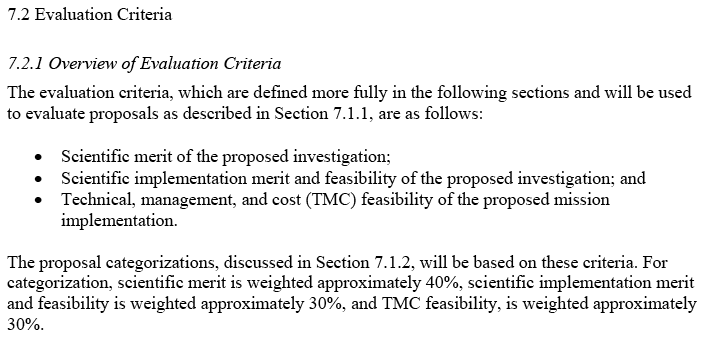 7.2 Evaluation Criteria
7.2.1 Overview of Evaluation Criteria
The evaluation criteria, which are defined more fully in the following sections and will be used
to evaluate proposals as described in Section 7.1.1, are as follows:
• Scientific merit of the proposed investigation;
• Scientific implementation merit and feasibility of the proposed investigation; and
• Technical, management, and cost (TMC) feasibility of the proposed mission
implementation.
The proposal categorizations, discussed in Section 7.1.2, will be based on these criteria. For
categorization, scientific merit is weighted approximately 40%, scientific implementation merit
and feasibility is weighted approximately 30%, and TMC feasibility, is weighted approximately
30%.